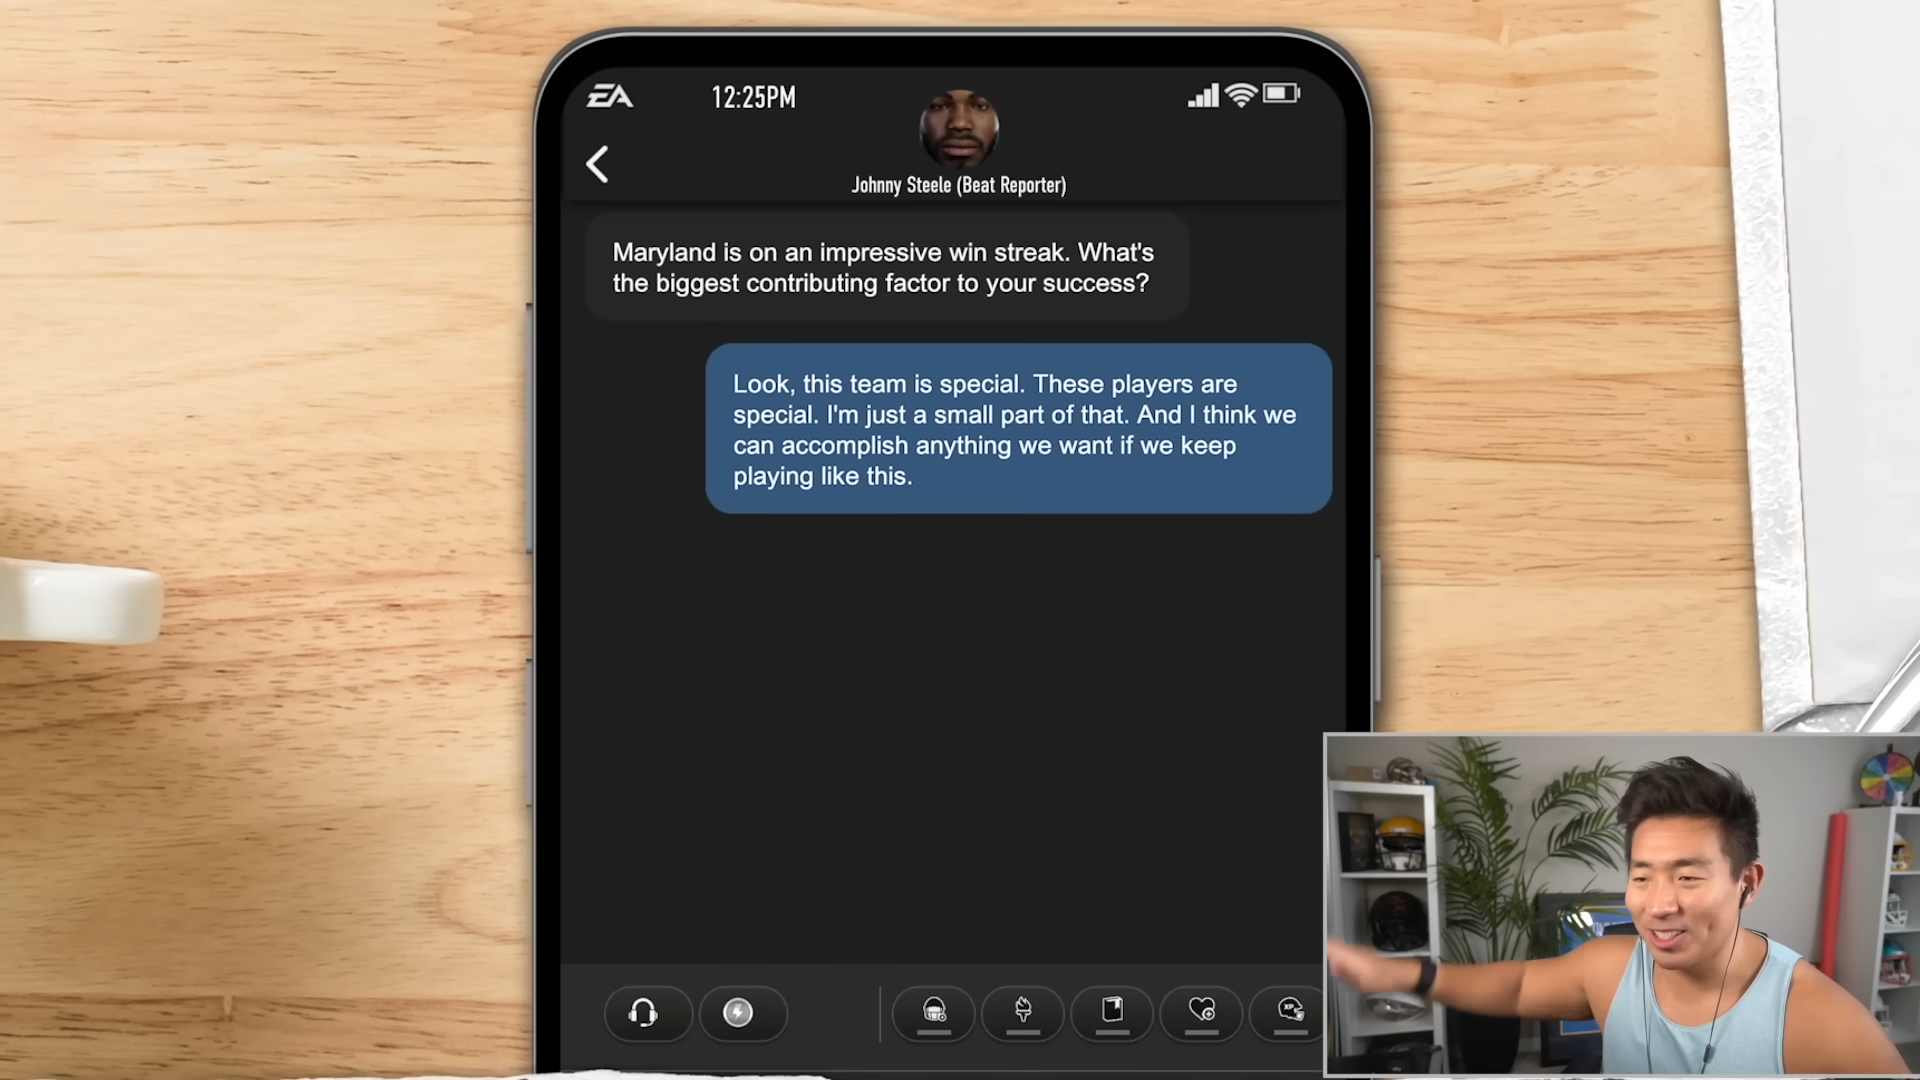 EA
12:25PM
Johnny Steele (Beat Reporter)
Maryland is on an impressive win streak. What's
the biggest contributing factor to your success?
Look, this team is special. These players are
special. I'm just a small part of that. And I think we
can accomplish anything we want if we keep
playing like this.
XP